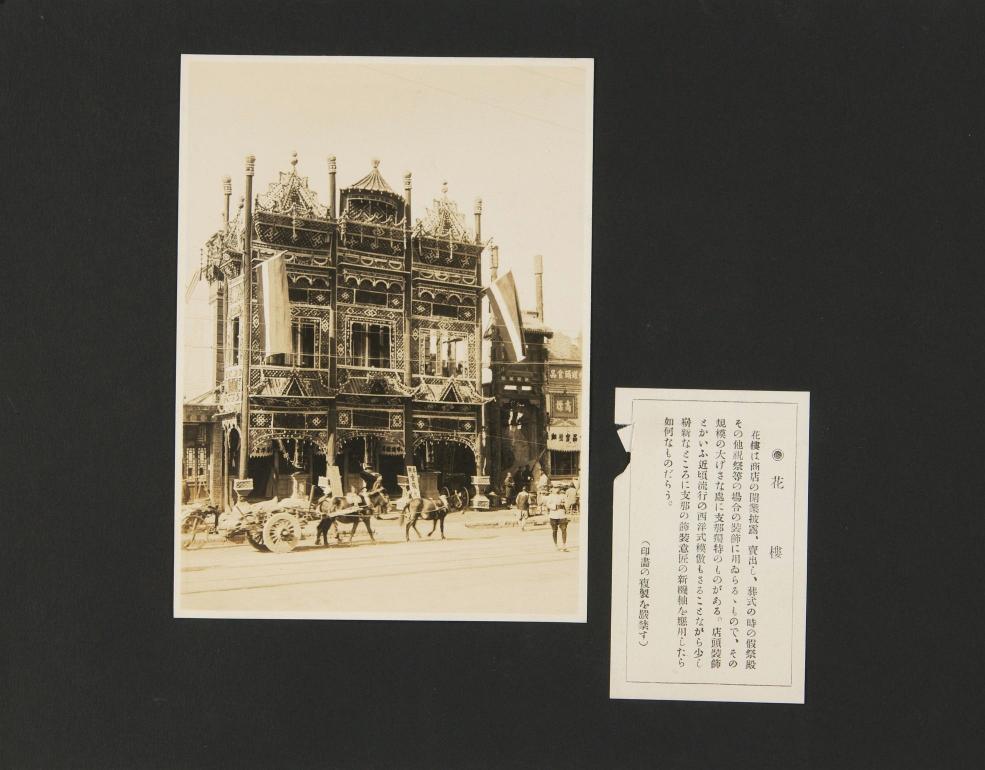 ◉花樓
花樓は商店の開業披露、賣出し、葬式の時の假祭殿
その他祝祭等の場合の裝飾に用ゐらるゝもので、その
規模の大げさな處に支那獨特のものがある。店頭裝飾
とかいふ近頃流行の西洋式模倣もさることながら少し
嶄新なところに支那の裝意匠の新機軸を應用したら
如何なものだらう。
(印畫の複製を嚴禁す)